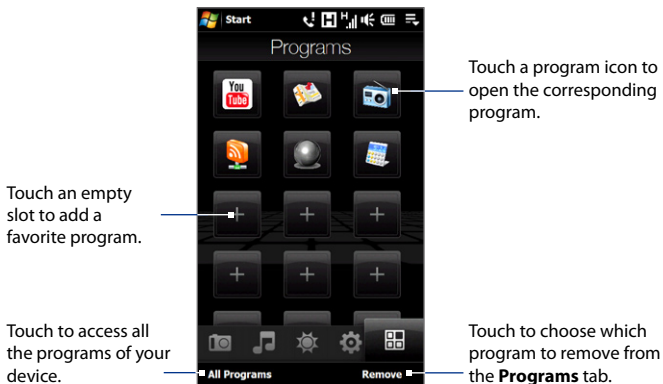 Start
H
H
Programs
You
Tube
Touch a program icon to
open the corresponding
program.
Touch an empty
slot to add a
favorite program.
Touch to access all
the programs of your
device.
All Programs
Remove
Touch to choose which
program to remove from
the Programs tab.